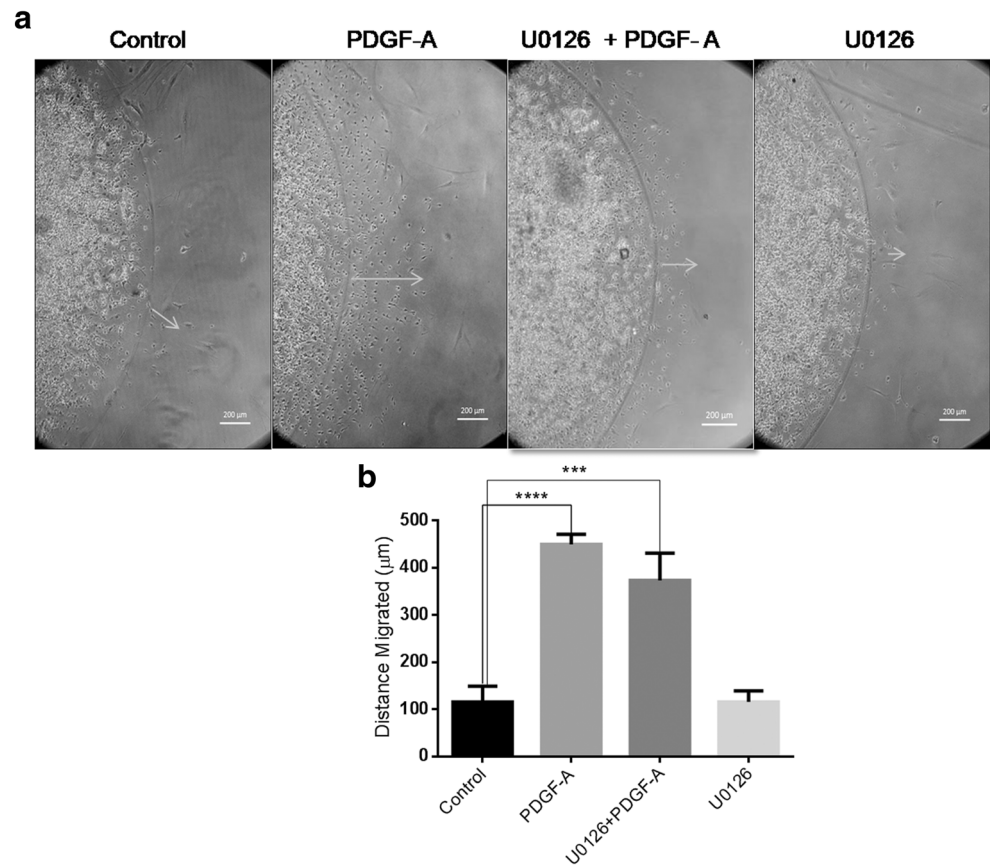 a
Control PDGF-A U0126 + PDGF-A U0126
200 µm 200 µm 200 µm 200 µm
b
***
****
500
400
300
200
100
0
Distance Migrated (µm)
Control PDGF-A U0126+PDGF-A U0126